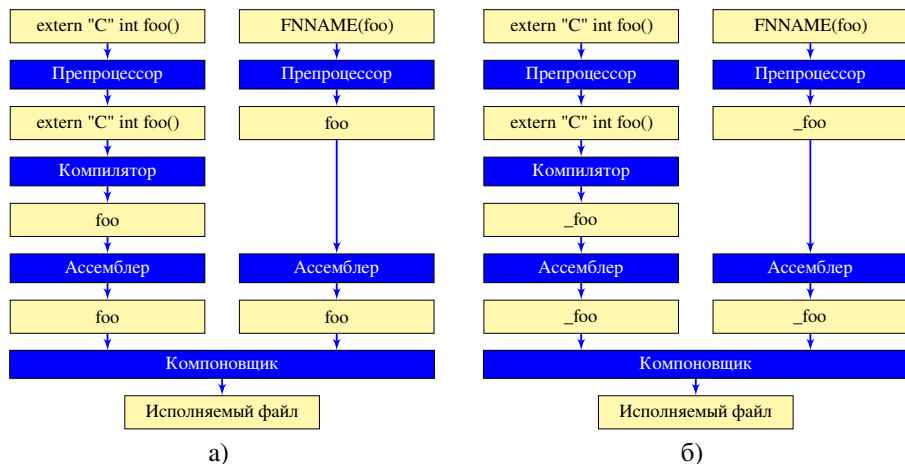 extern "C" int foo()
FNNAME(foo)
Препроцессор
Препроцессор
extern "C" int foo()
foo
Компилятор
foo
Ассемблер
Ассемблер
foo
foo
Компоновщик
Исполняемый файл
а)
extern "C" int foo()
FNNAME(foo)
Препроцессор
Препроцессор
extern "C" int foo()
_foo
Компилятор
_foo
Ассемблер
Ассемблер
_foo
_foo
Компоновщик
Исполняемый файл
б)